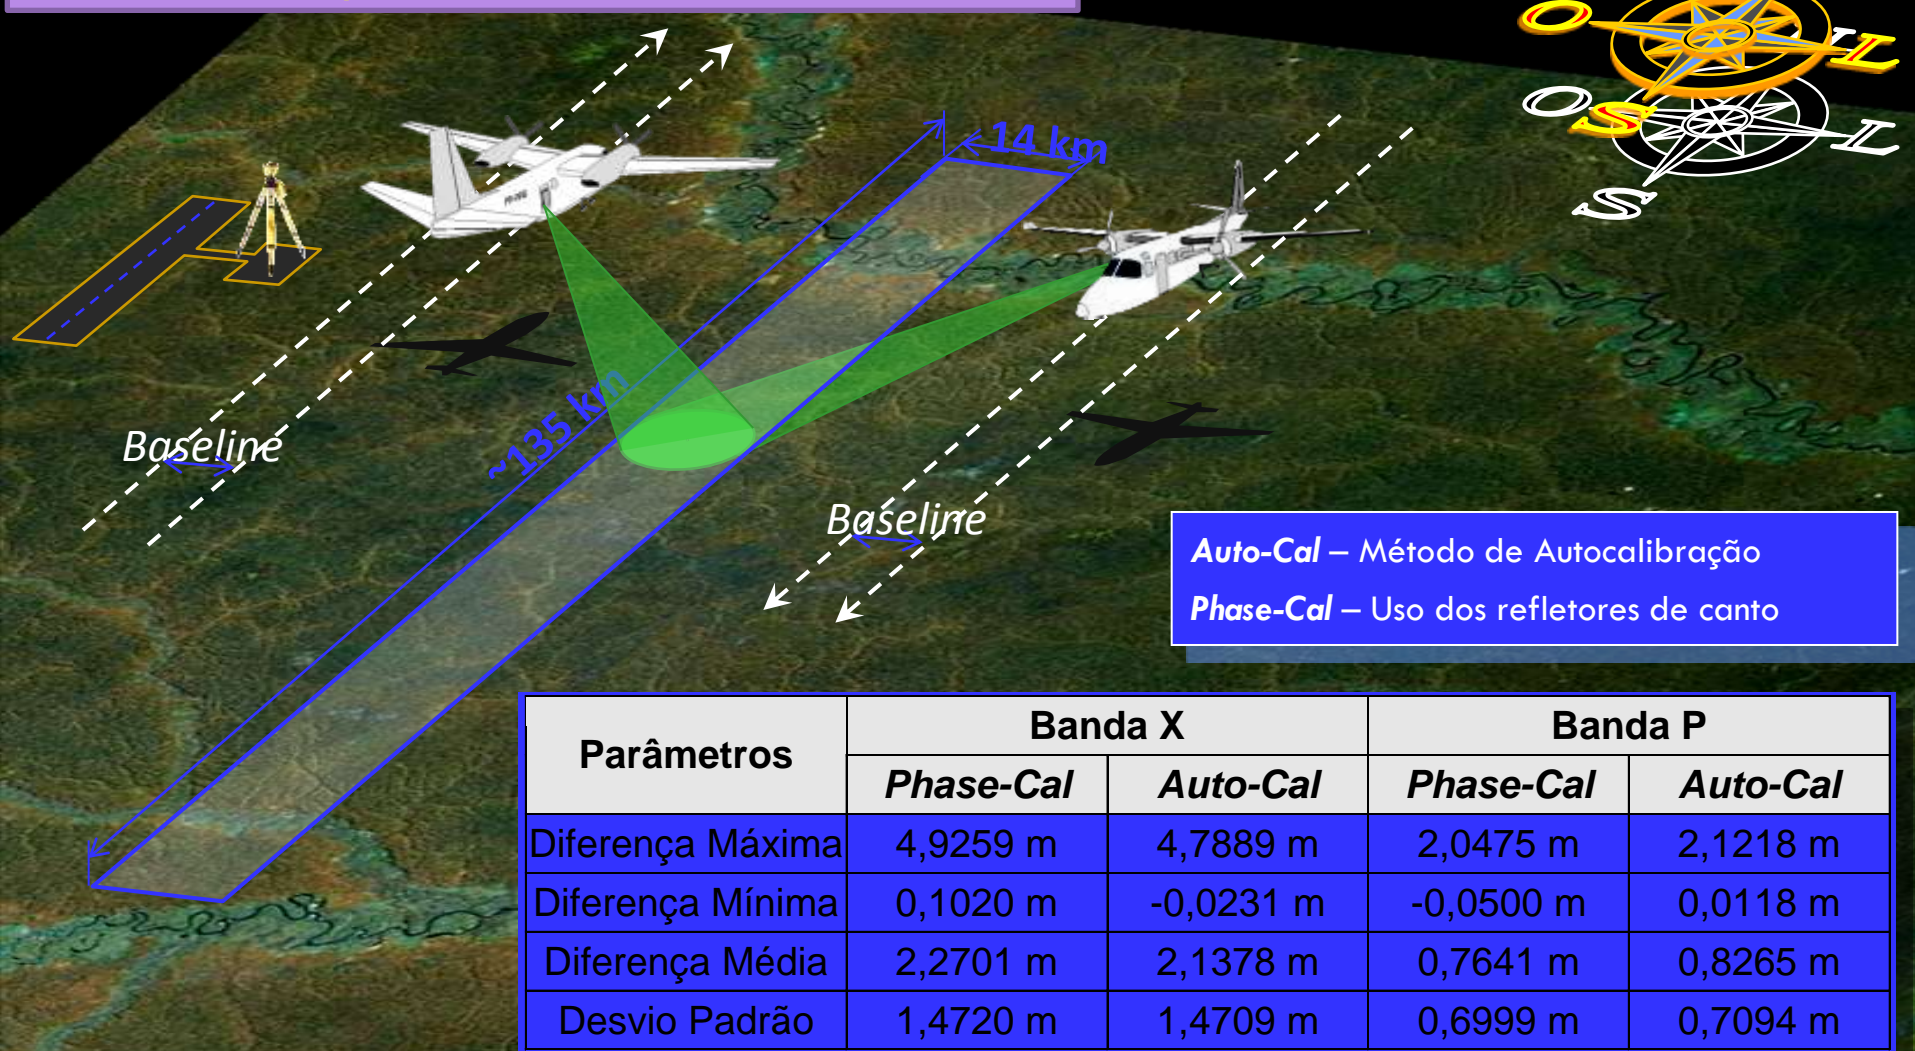 O
L
S
O
L
S
14 km
~135 km
Baseline
Baseline
Auto-Cal – Método de Autocalibração
Phase-Cal – Uso dos refletores de canto
Parâmetros Banda X Banda P
Phase-Cal Auto-Cal Phase-Cal Auto-Cal
Diferença Máxima 4,9259 m 4,7889 m 2,0475 m 2,1218 m
Diferença Mínima 0,1020 m -0,0231 m -0,0500 m 0,0118 m
Diferença Média 2,2701 m 2,1378 m 0,7641 m 0,8265 m
Desvio Padrão 1,4720 m 1,4709 m 0,6999 m 0,7094 m